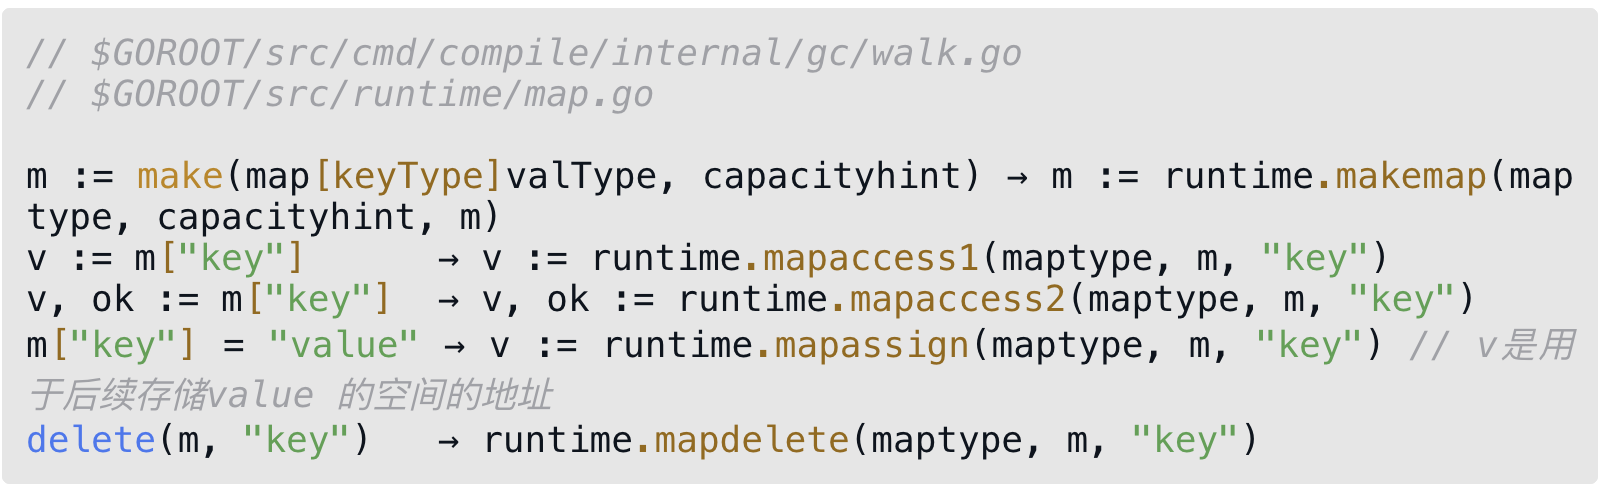 // $GOROOT/src/cmd/compile/internal/gc/walk.go
// $GOROOT/src/runtime/map.go
m := make(map[keyType]valType, capacityhint) → m := runtime.makemap(map
type, capacityhint, m)
v := m["key"]      → v := runtime.mapaccess1(maptype, m, "key")
v, ok := m["key"]  → v, ok := runtime.mapaccess2(maptype, m, "key")
m["key"] = "value" → v := runtime.mapassign(maptype, m, "key") // v是用
于后续存储value 的空间的地址
delete(m, "key")   → runtime.mapdelete(maptype, m, "key")